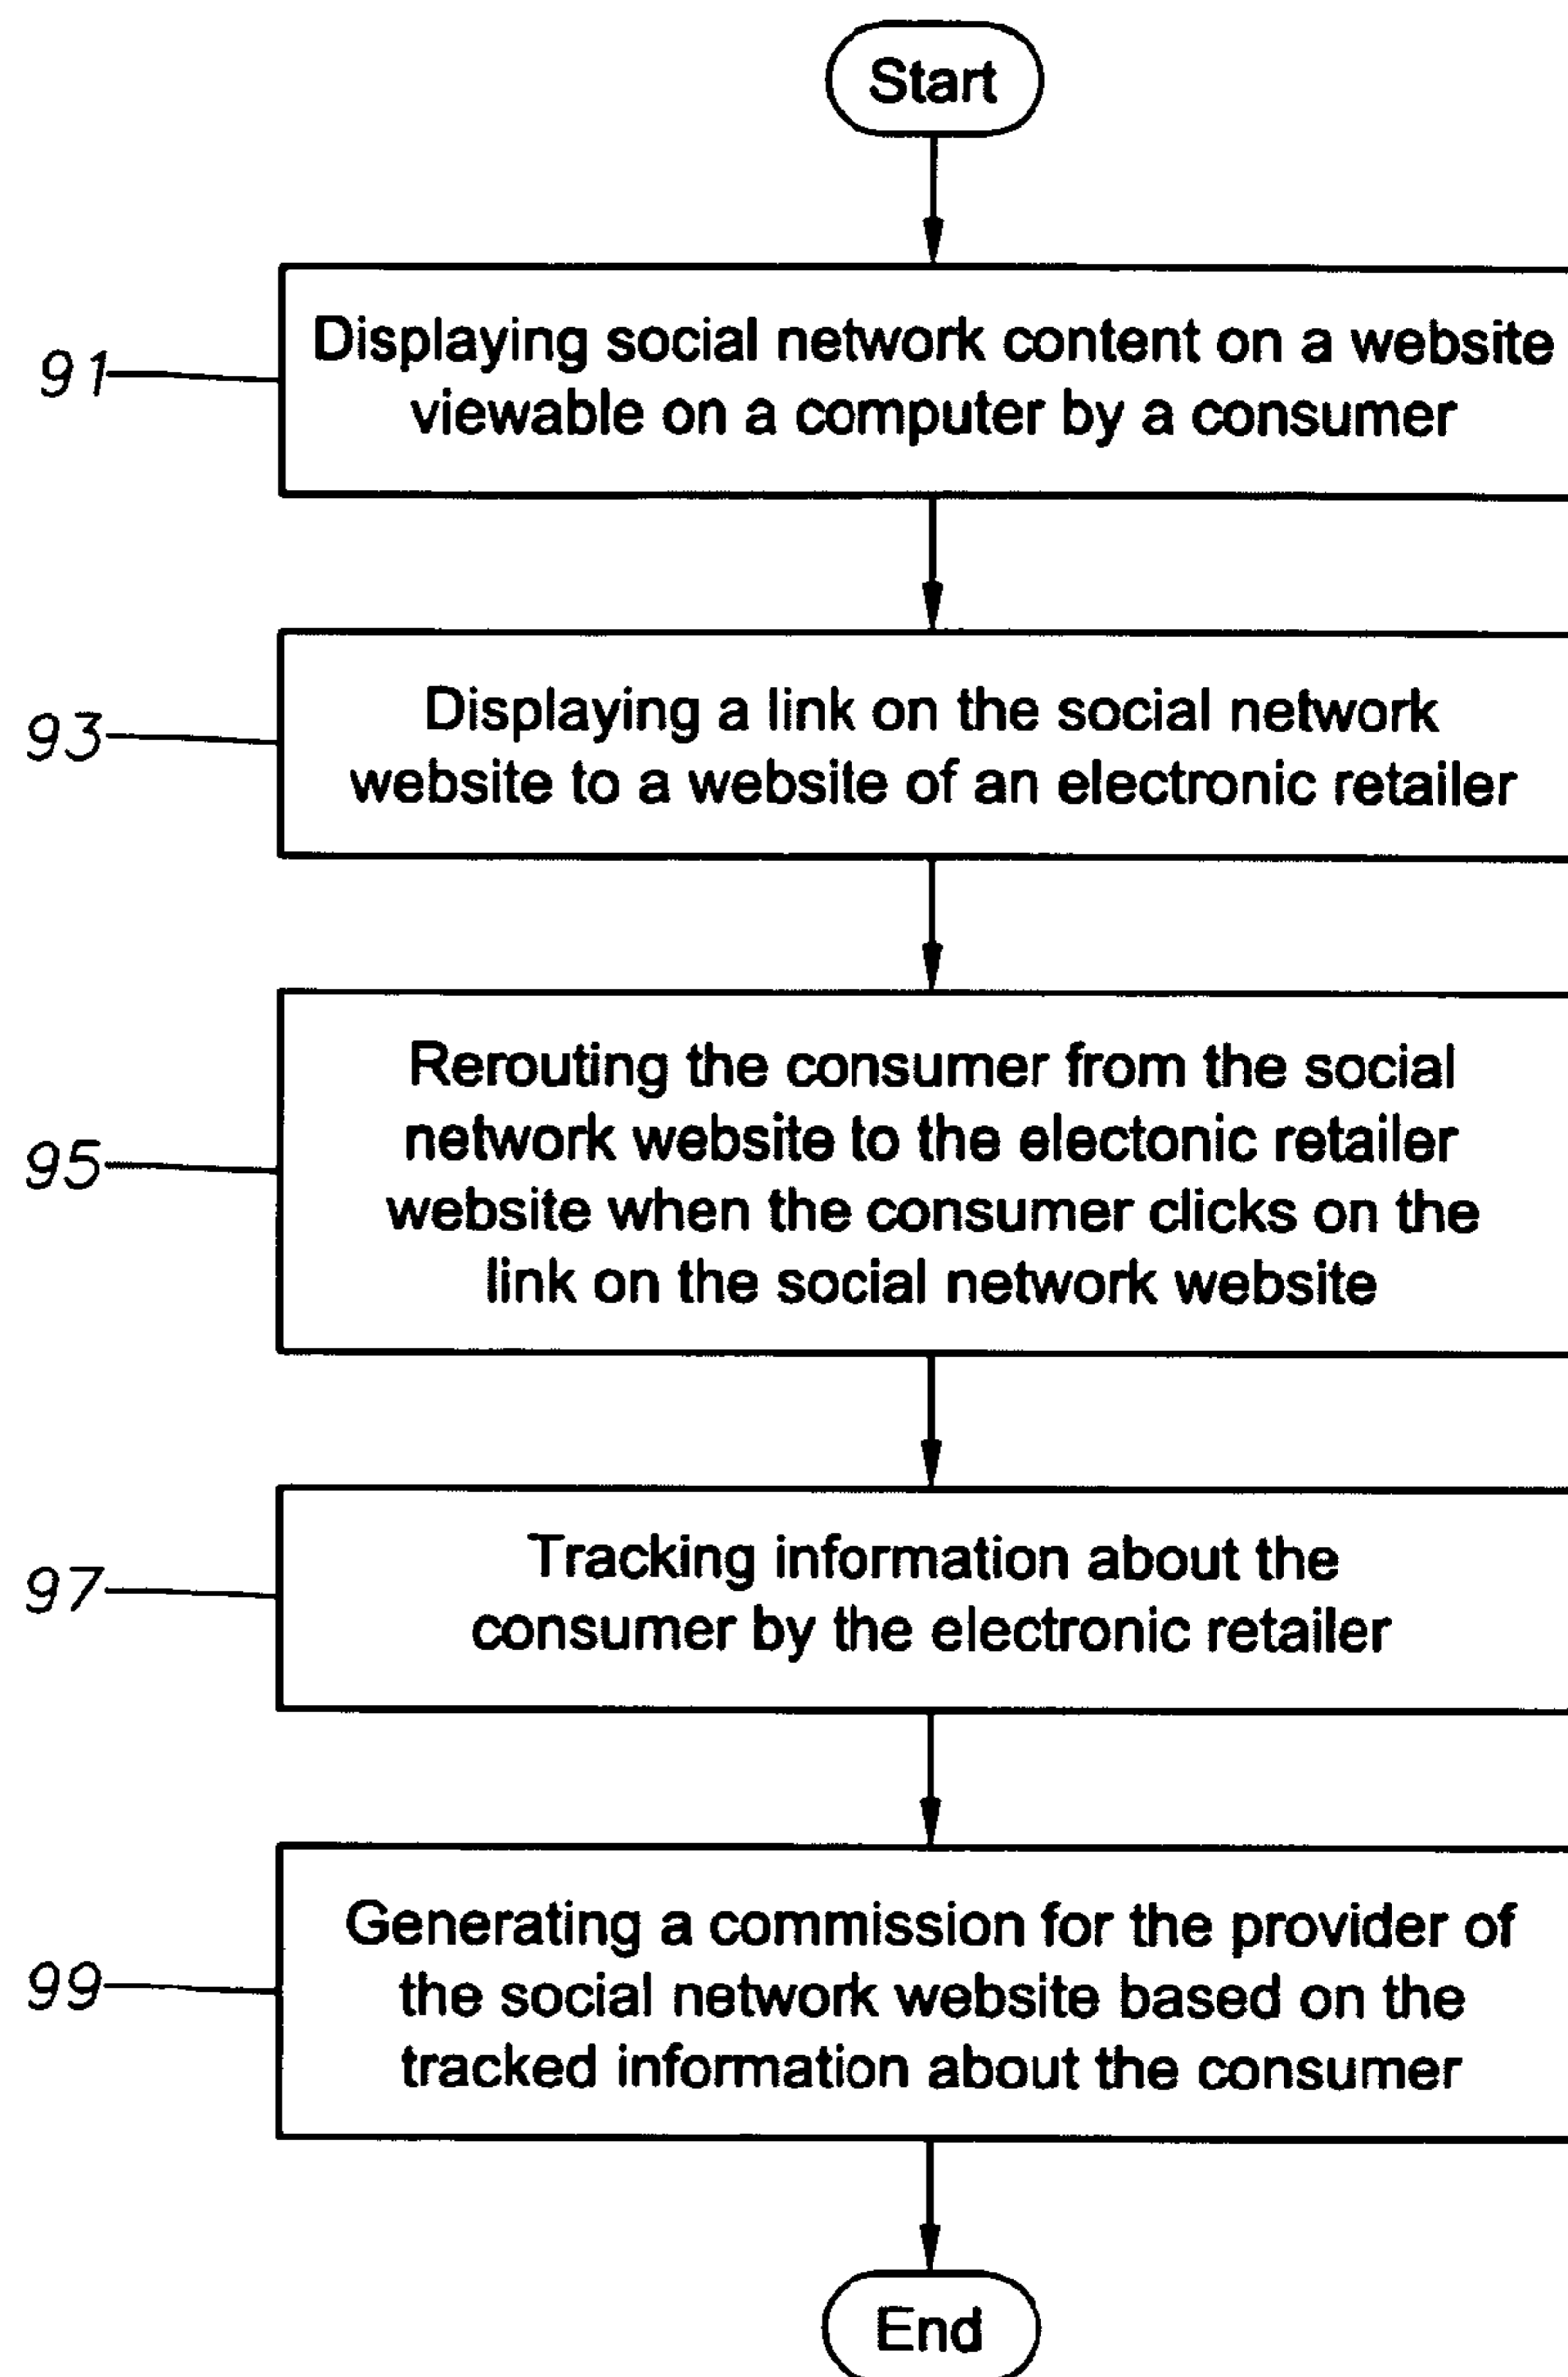 Start
91
Displaying social network content on a website
viewable on a computer by a consumer
93
Displaying a link on the social network
website to a website of an electronic retailer
95
Rerouting the consumer from the social
network website to the electonic retailer
website when the consumer clicks on the
link on the social network website
97
Tracking information about the
consumer by the electronic retailer
99
Generating a commission for the provider of
the social network website based on the
tracked information about the consumer
End